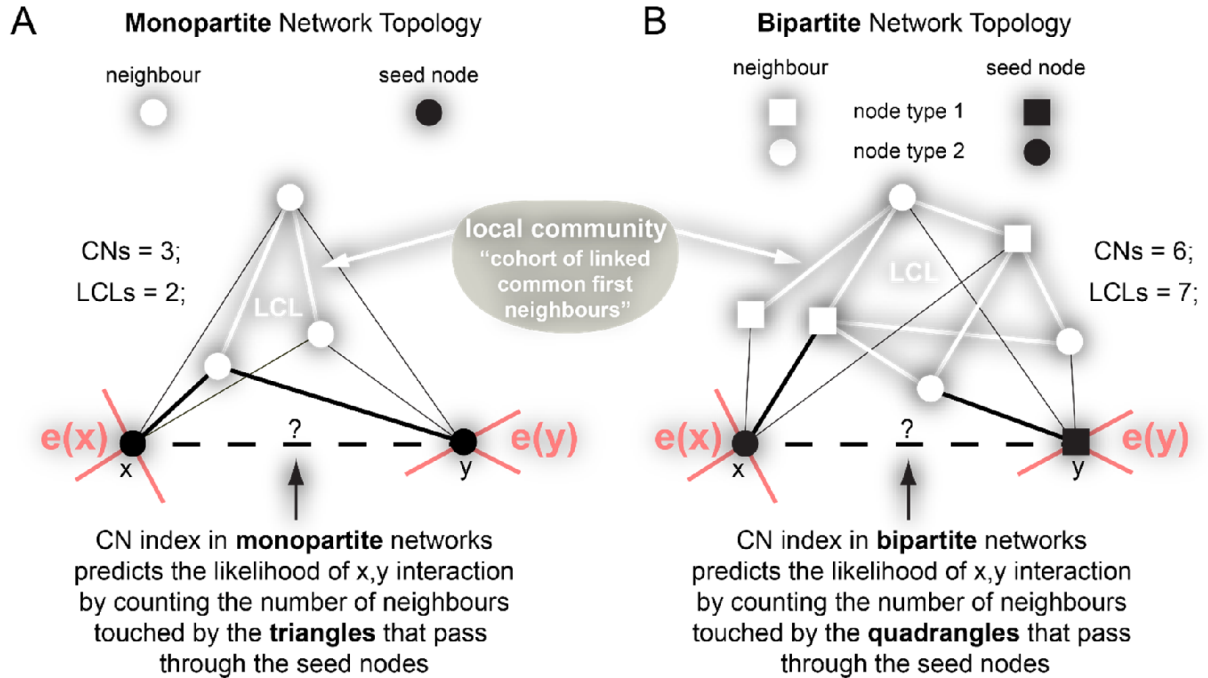 A
Monopartite Network Topology
neighbour
seed node
CNs = 3;
LCLs = 2;
LCL
e(x)
?
e(y)
x
y
CN index in monopartite networks
predicts the likelihood of x,y interaction
by counting the number of neighbours
touched by the triangles that pass
through the seed nodes
local community
“cohort of linked
common first
neighbours”
B
Bipartite Network Topology
neighbour
seed node
node type 1
node type 2
LCL
CNs = 6;
LCLs = 7;
e(x)
?
e(y)
x
y
CN index in bipartite networks
predicts the likelihood of x,y interaction
by counting the number of neighbours
touched by the quadrangles that pass
through the seed nodes